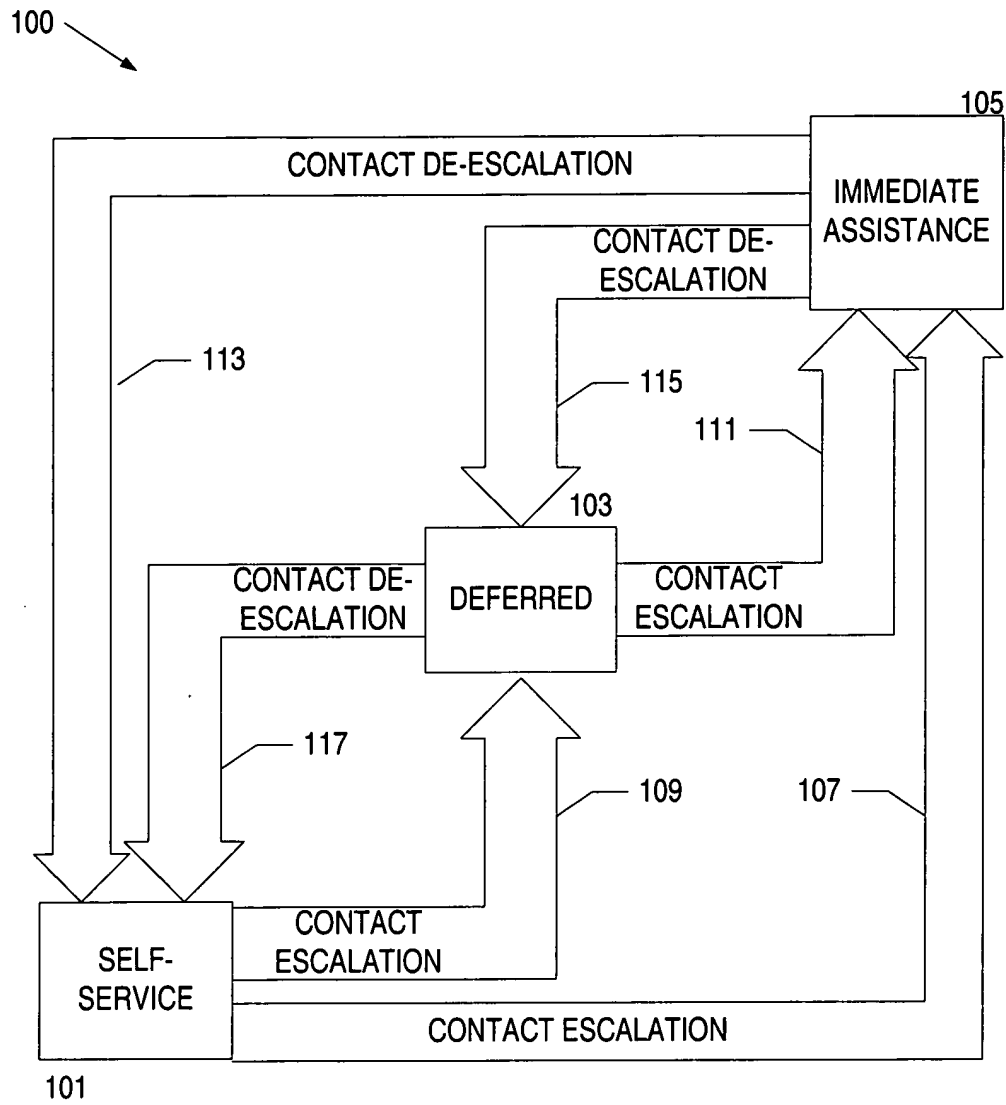 100
105
CONTACT DE-ESCALATION
IMMEDIATE
ASSISTANCE
CONTACT DE-
ESCALATION
113
115
111
103
CONTACT DE-
ESCALATION
DEFERRED
CONTACT
ESCALATION
117
109
107
CONTACT
ESCALATION
SELF-
SERVICE
CONTACT ESCALATION
101